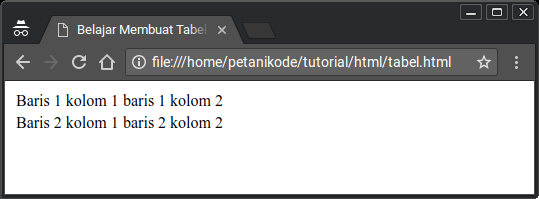 Belajar Membuat Tabel
file:///home/petanikode/tutorial/html/tabel.html
Baris 1 kolom 1 baris 1 kolom 2
Baris 2 kolom 1 baris 2 kolom 2